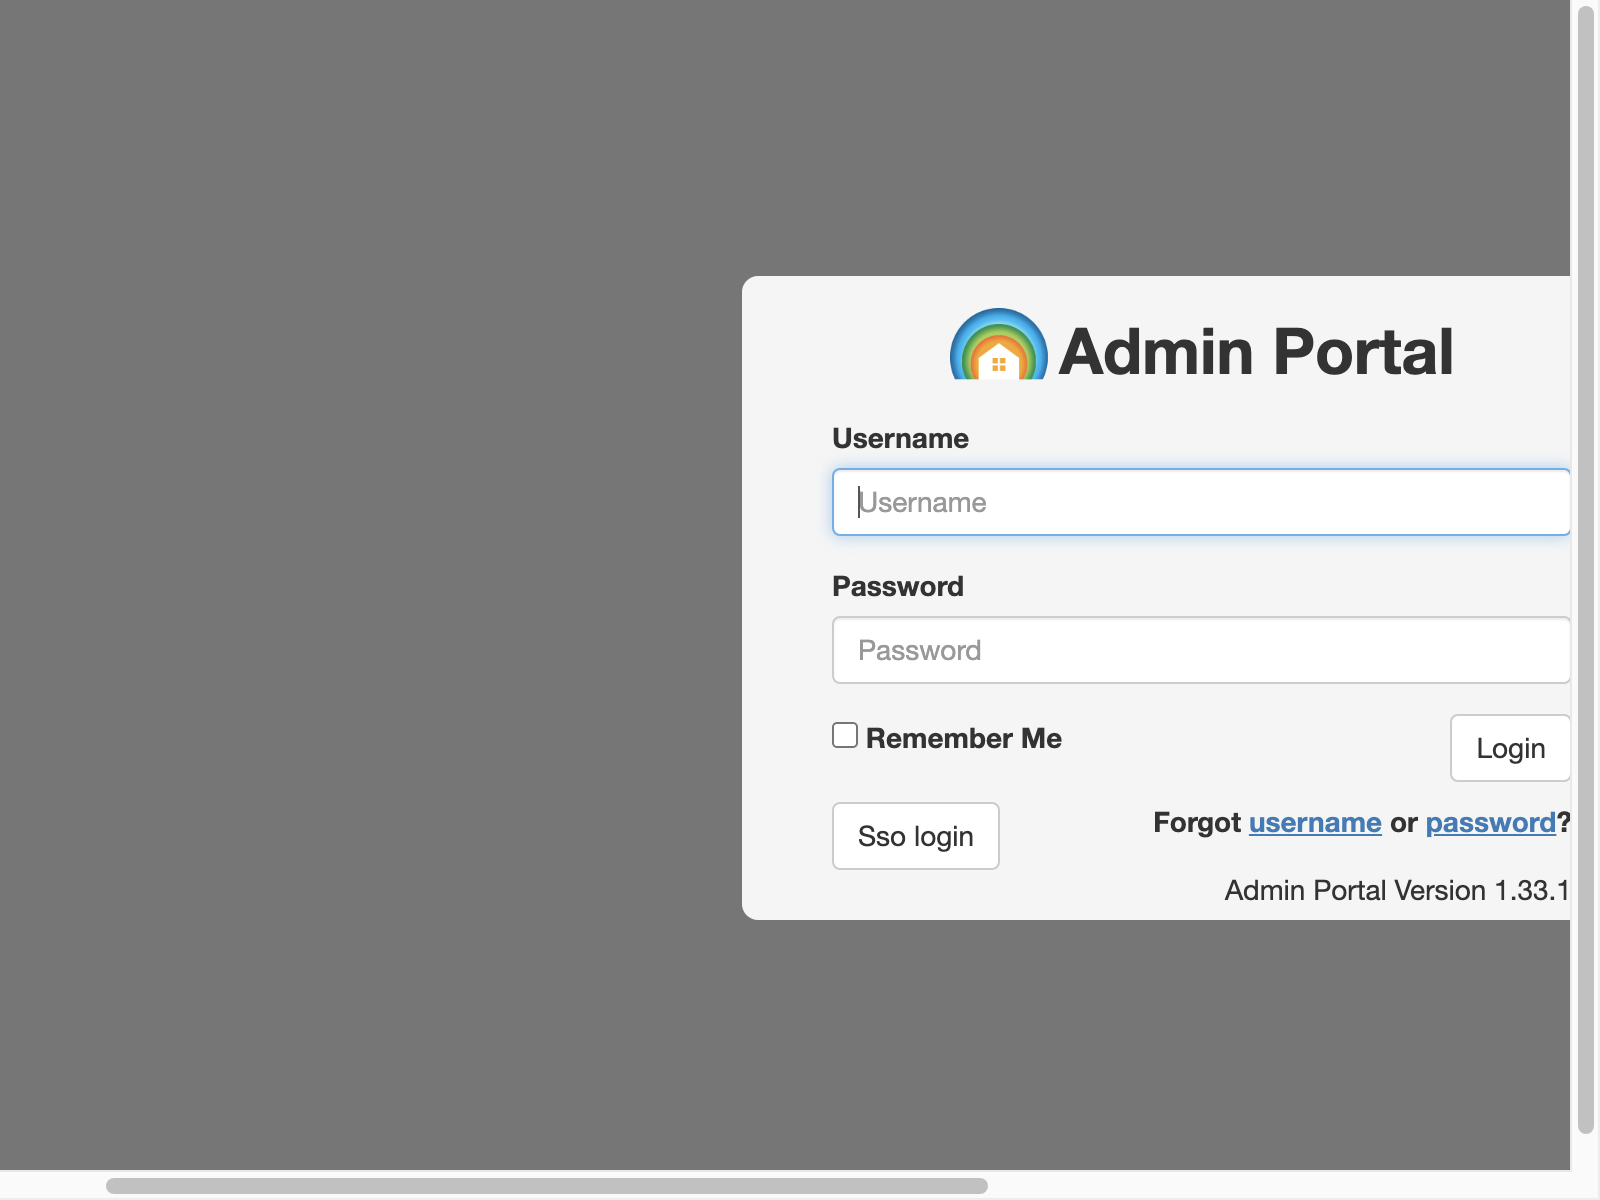 Admin Portal
Username
Username
Password
Password
Remember Me
Login
Sso login
Forgot username or password?
Admin Portal Version 1.33.1